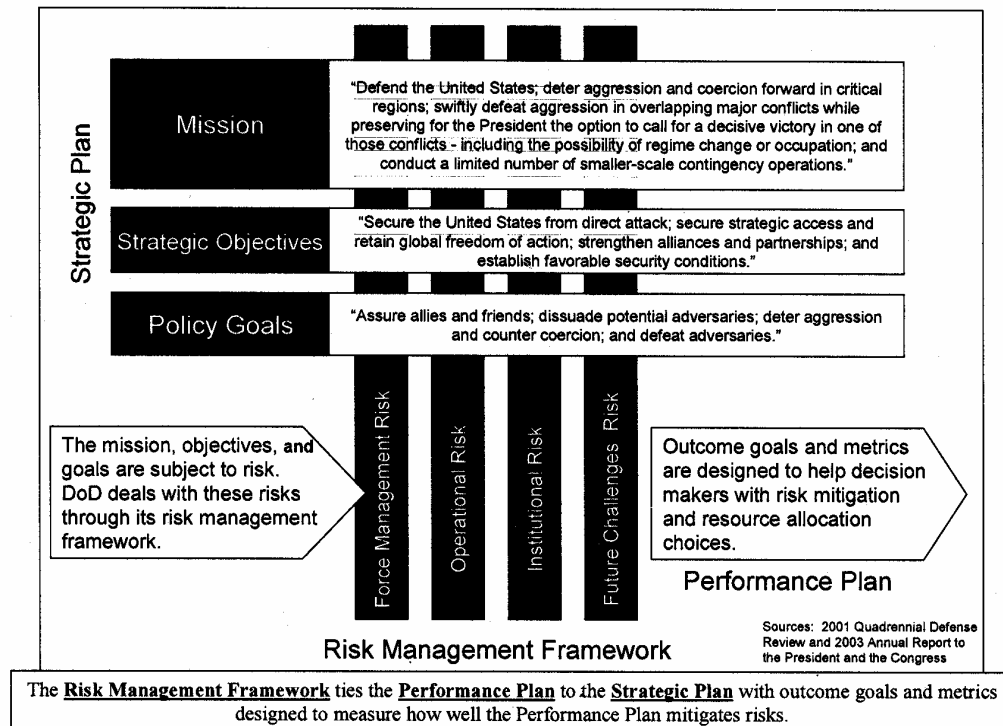 Strategic Plan
Mission
"Defend the United States; deter aggression and coercion forward in critical
regions; swiftly defeat aggression in overlapping major conflicts while
preserving for the President the option to call for a decisive victory in one of
those conflicts - including the possibility of regime change or occupation; and
conduct a limited number of smaller-scale contingency operations."
Strategic Objectives
"Secure the United States from direct attack; secure strategic access and
retain global freedom of action; strengthen alliances and partnerships; and
establish favorable security conditions."
Policy Goals
"Assure allies and friends; dissuade potential adversaries; deter aggression
and counter coercion; and defeat adversaries."
The mission, objectives, and
goals are subject to risk.
DoD deals with these risks
through its risk management
framework.
Force Management Risk
Operational Risk
Institutional Risk
Future Challenges Risk
Outcome goals and metrics
are designed to help decision
makers with risk mitigation
and resource allocation
choices.
Performance Plan
Risk Management Framework
Sources: 2001 Quadrennial Defense
Review and 2003 Annual Report to
the President and the Congress
The Risk Management Framework ties the Performance Plan to the Strategic Plan with outcome goals and metrics
designed to measure how well the Performance Plan mitigates risks.